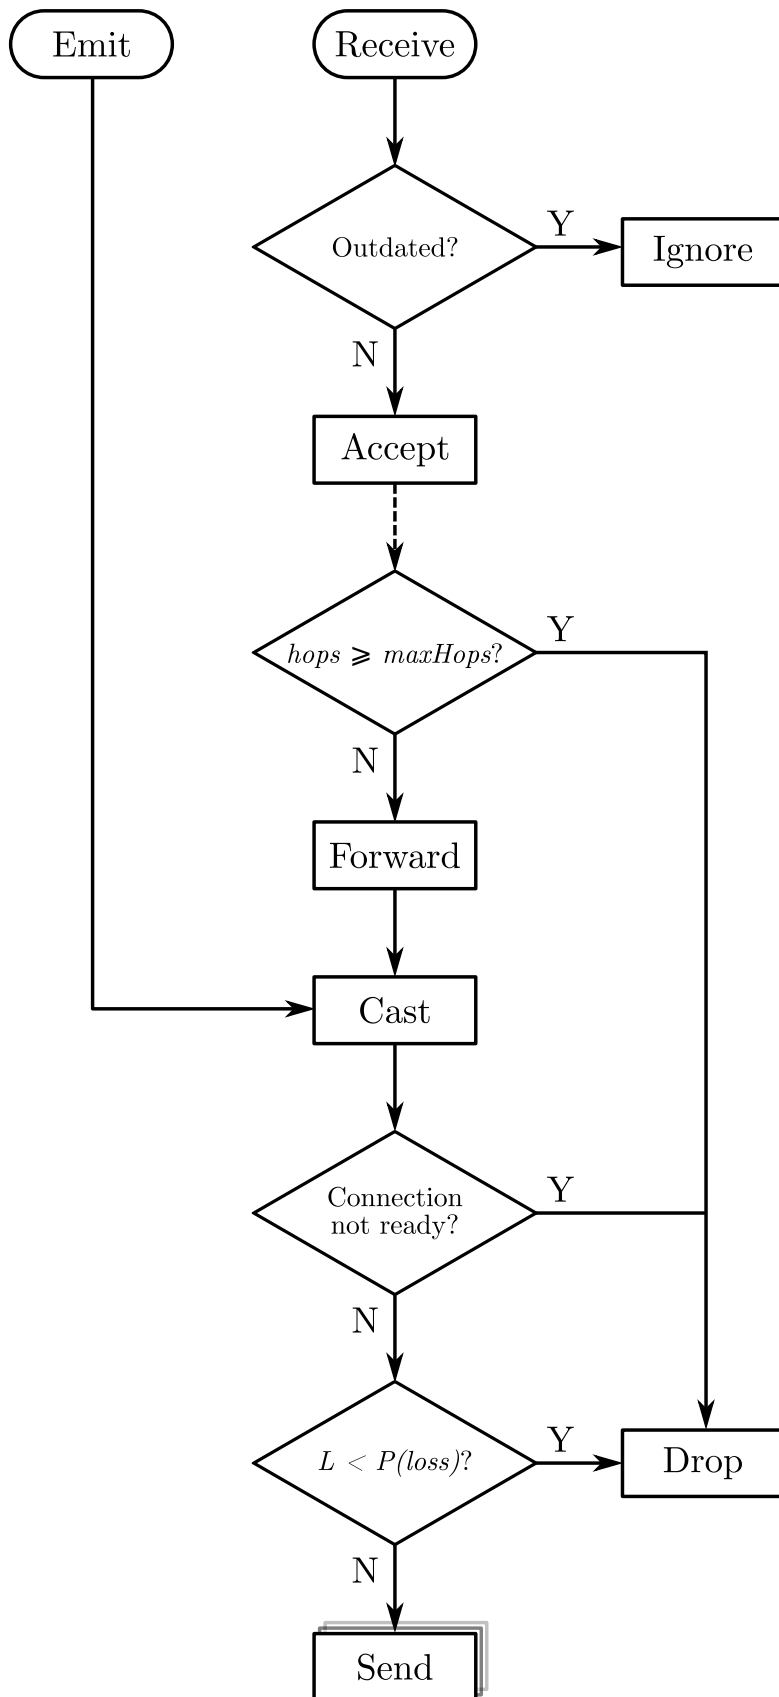 Emit
Receive
Outdated?
Y
Ignore
N
Accept
hops ⩾ maxHops?
Y
N
Forward
Cast
Connection
not ready?
Y
N
L < P(loss)?
Y
Drop
N
Send